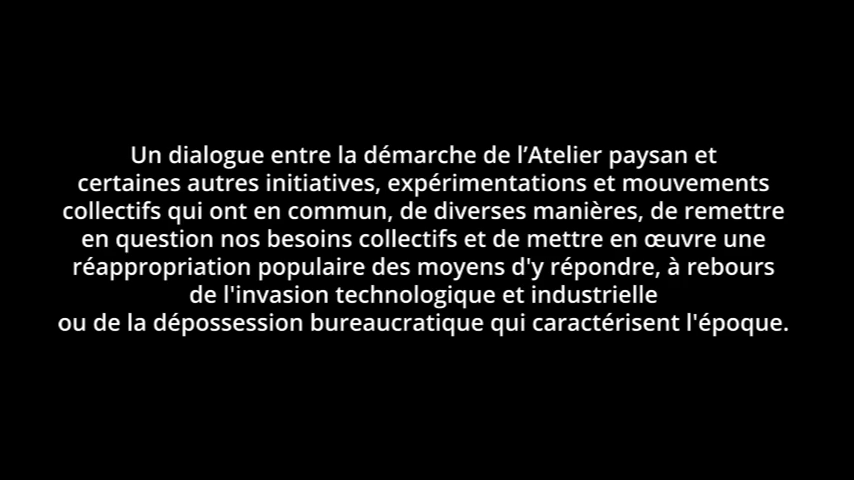 Un dialogue entre la démarche de l’Atelier paysan et
certaines autres initiatives, expérimentations et mouvements
collectifs qui ont en commun, de diverses manières, de remettre
en question nos besoins collectifs et de mettre en œuvre une
réappropriation populaire des moyens d'y répondre, à rebours
de l'invasion technologique et industrielle
ou de la dépossession bureaucratique qui caractérisent l'époque.